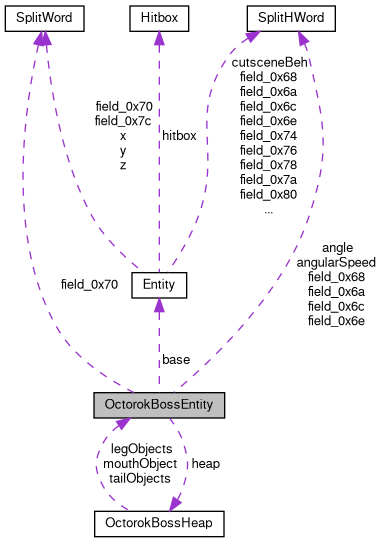 SplitWord
Hitbox
SplitHWord
cutsceneBeh
field_0x68
field_0x6a
field_0x6c
field_0x6e
field_0x74
field_0x76
field_0x78
field_0x7a
field_0x80
...
field_0x70
field_0x7c
x
y
z
hitbox
angle
angularSpeed
field_0x68
field_0x6a
field_0x6c
field_0x6e
Entity
field_0x70
base
OctorokBossEntity
legObjects
mouthObject
tailObjects
heap
OctorokBossHeap